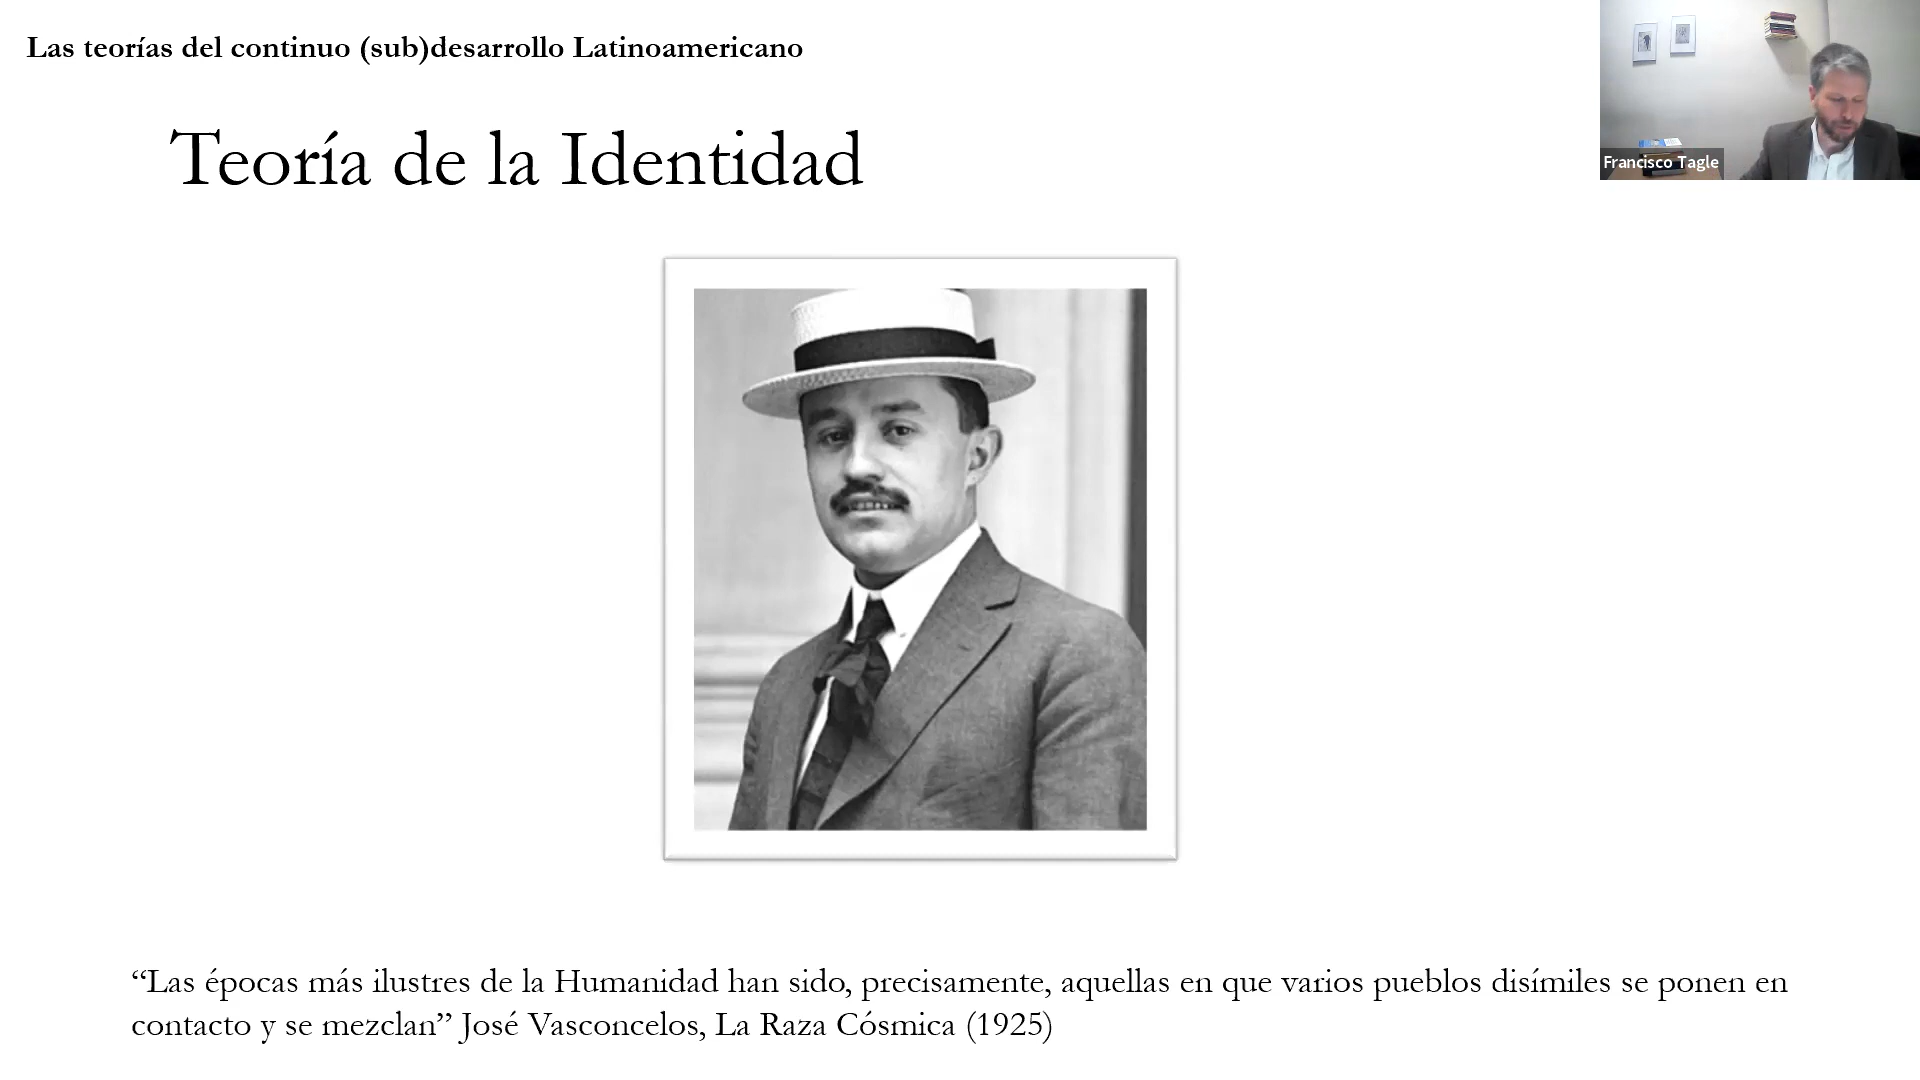 Las teorías del continuo (sub)desarrollo Latinoamericano
Francisco Tagle
Teoría de la Identidad
“Las épocas más ilustres de la Humanidad han sido, precisamente, aquellas en que varios pueblos disímiles se ponen en
contacto y se mezclan” José Vasconcelos, La Raza Cósmica (1925)